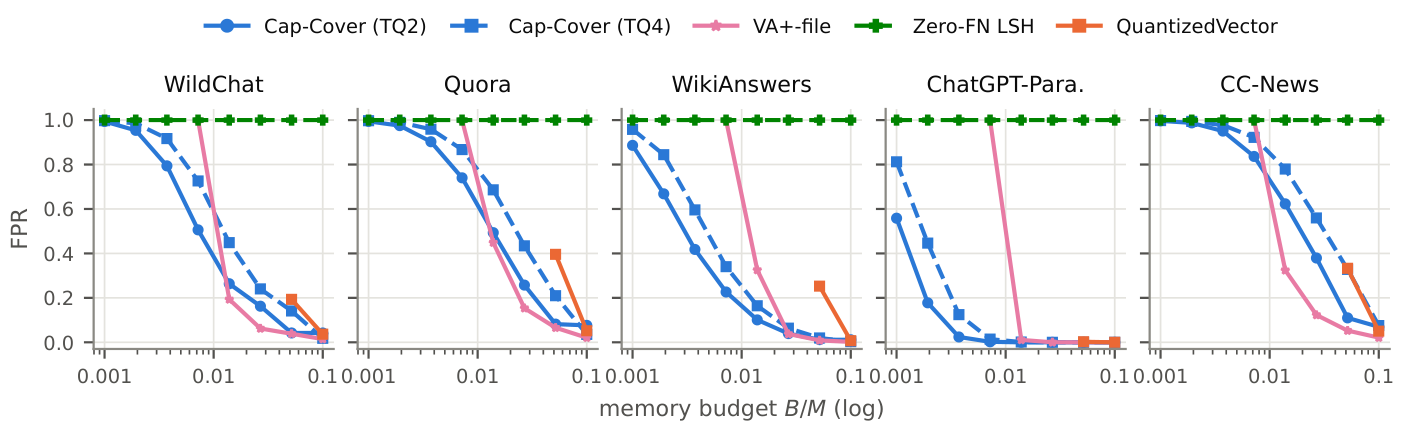 Cap-Cover (TQ2) Cap-Cover (TQ4) VA+-file Zero-FN LSH QuantizedVector
WildChat Quora WikiAnswers ChatGPT-Para. CC-News
FPR
1.0
0.8
0.6
0.4
0.2
0.0
0.001 0.01 0.1 0.001 0.01 0.1 0.001 0.01 0.1 0.001 0.01 0.1 0.001 0.01 0.1
memory budget B/M (log)